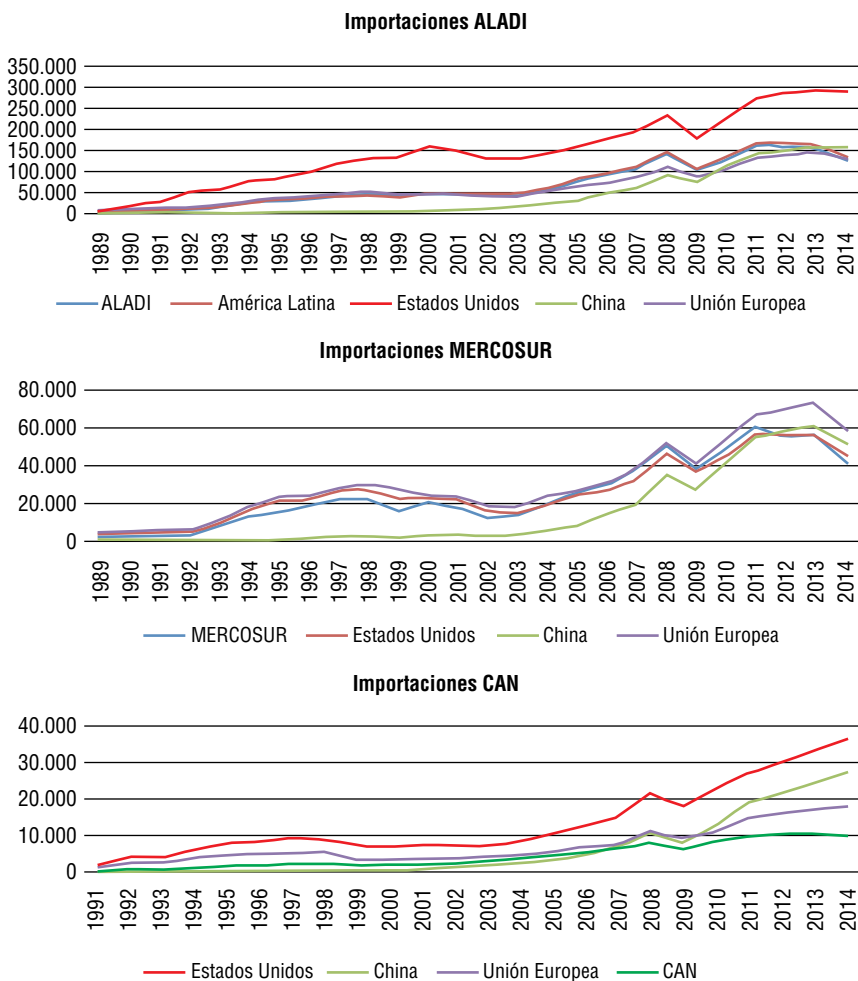 Importaciones ALADI
350.000
300.000
250.000
200.000
150.000
100.000
50.000
0
1989 1990 1991 1992 1993 1994 1995 1996 1997 1998 1999 2000 2001 2002 2003 2004 2005 2006 2007 2008 2009 2010 2011 2012 2013 2014
ALADI América Latina Estados Unidos China Unión Europea
Importaciones MERCOSUR
80.000
60.000
40.000
20.000
0
1989 1990 1991 1992 1993 1994 1995 1996 1997 1998 1999 2000 2001 2002 2003 2004 2005 2006 2007 2008 2009 2010 2011 2012 2013 2014
MERCOSUR Estados Unidos China Unión Europea
Importaciones CAN
40.000
30.000
20.000
10.000
0
1991 1992 1993 1994 1995 1996 1997 1998 1999 2000 2001 2002 2003 2004 2005 2006 2007 2008 2009 2010 2011 2012 2013 2014
Estados Unidos China Unión Europea CAN